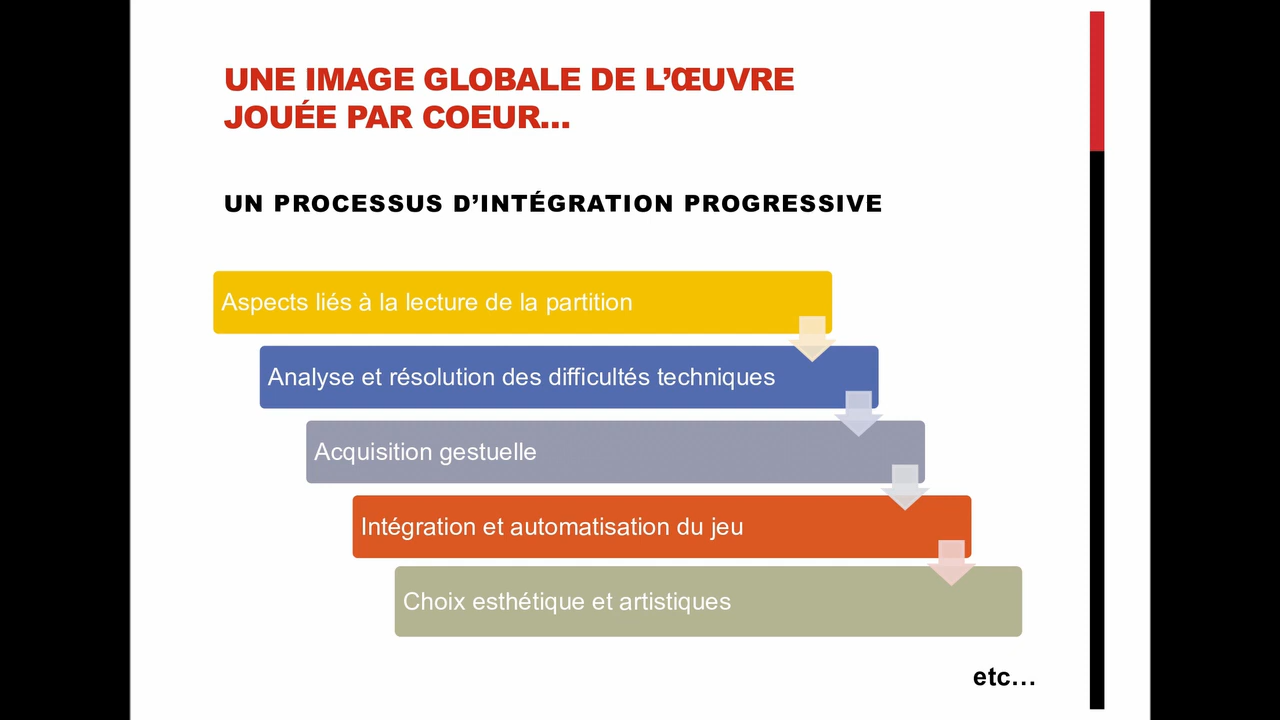 UNE IMAGE GLOBALE DE L’ŒUVRE
JOUÉE PAR COEUR...
UN PROCESSUS D’INTÉGRATION PROGRESSIVE
Aspects liés à la lecture de la partition
Analyse et résolution des difficultés techniques
Acquisition gestuelle
Intégration et automatisation du jeu
Choix esthétique et artistiques
etc...